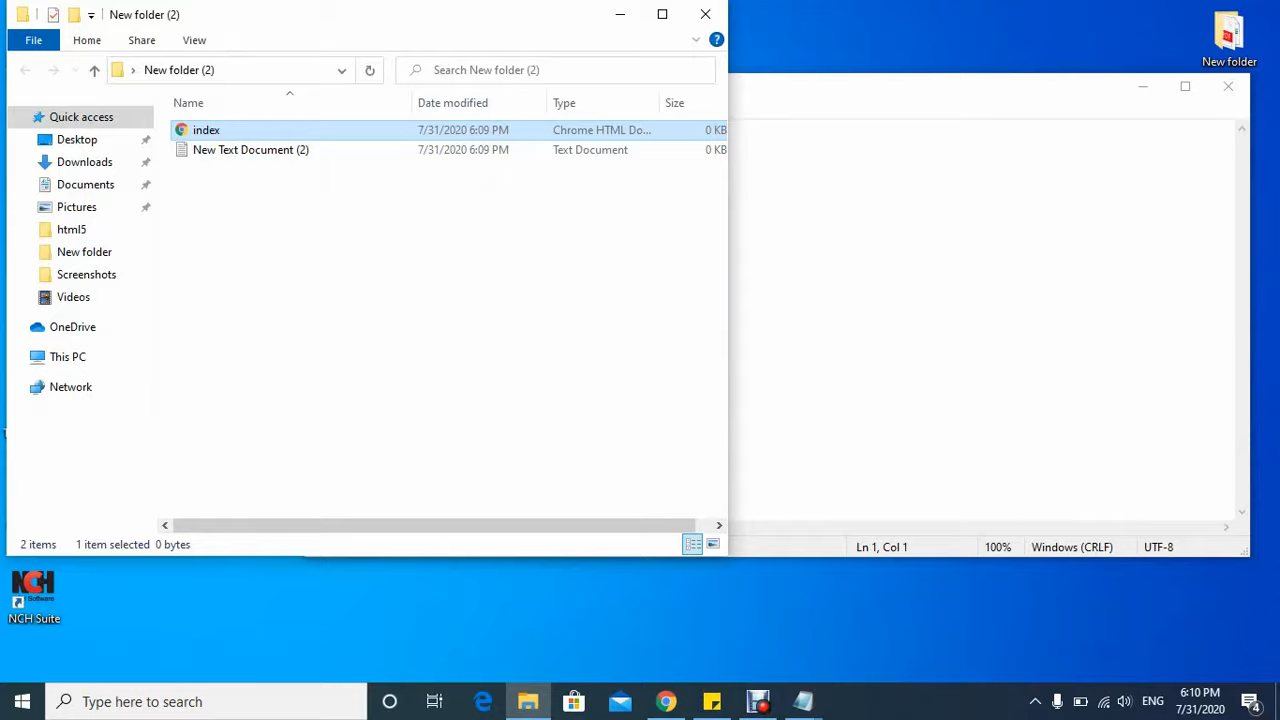 New folder (2)
File Home Share View
New folder (2) Search New folder (2)
Name Date modified Type Size
Quick access
Desktop
Downloads
Documents
Pictures
html5
New folder
Screenshots
Videos
OneDrive
This PC
Network
index 7/31/2020 6:09 PM Chrome HTML Do... 0 KB
New Text Document (2) 7/31/2020 6:09 PM Text Document 0 KB
2 items 1 item selected 0 bytes
New folder
Ln 1, Col 1 100% Windows (CRLF) UTF-8
NCH
Software
NCH Suite
Type here to search
ENG
6:10 PM
7/31/2020
4